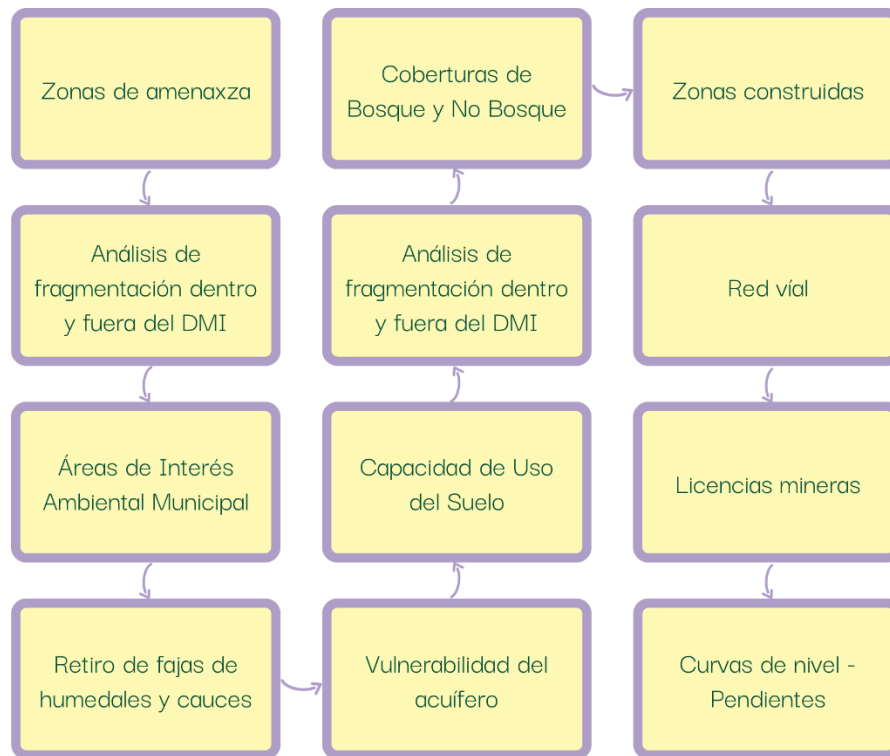 Zonas de amenaxza
Análisis de
fragmentación dentro
y fuera del DMI
Áreas de Interés
Ambiental Municipal
Retiro de fajas de
humedales y cauces
Vulnerabilidad del
acuífero
Capacidad de Uso
del Suelo
Análisis de
fragmentación dentro
y fuera del DMI
Coberturas de
Bosque y No Bosque
Zonas construidas
Red víal
Licencias mineras
Curvas de nivel -
Pendientes